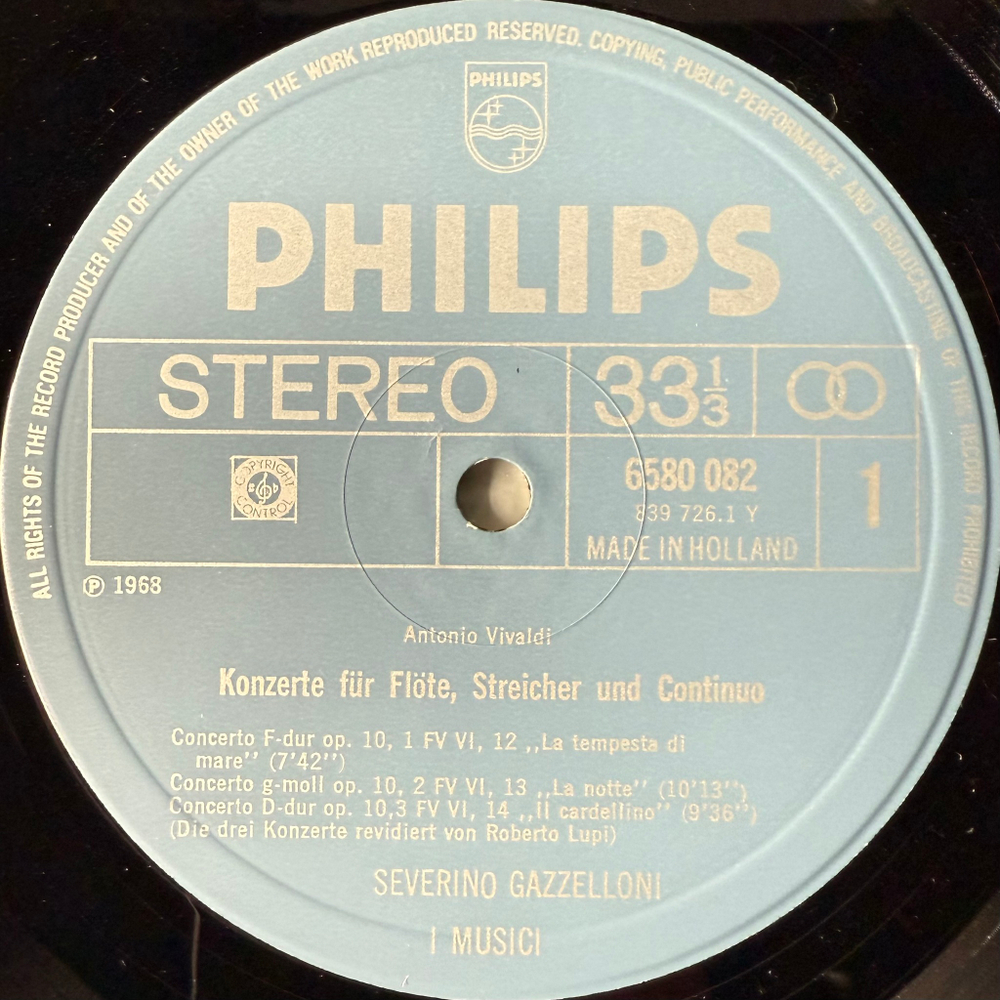 ALL RIGHTS OF THE RECORD PRODUCER AND OF THE OWNER OF THE WORK REPRODUCED RESERVED. COPYING, PUBLIC PERFORMANCE AND BROADCASTING OF THIS RECORD PROHIBITED
PHILIPS
PHILIPS
STEREO 33 1/3
COPYRIGHT
CONTROL
6580 082
839 726.1 Y
MADE IN HOLLAND
1
℗ 1968
Antonio Vivaldi
Konzerte für Flöte, Streicher und Continuo
Concerto F-dur op. 10, 1 FV VI, 12 ,,La tempesta di
mare'' (7'42'')
Concerto g-moll op. 10, 2 FV VI, 13 ,,La notte'' (10'13'')
Concerto D-dur op. 10,3 FV VI, 14 ,,Il cardellino'' (9'36'')
(Die drei Konzerte revidiert von Roberto Lupi)
SEVERINO GAZZELLONI
I MUSICI